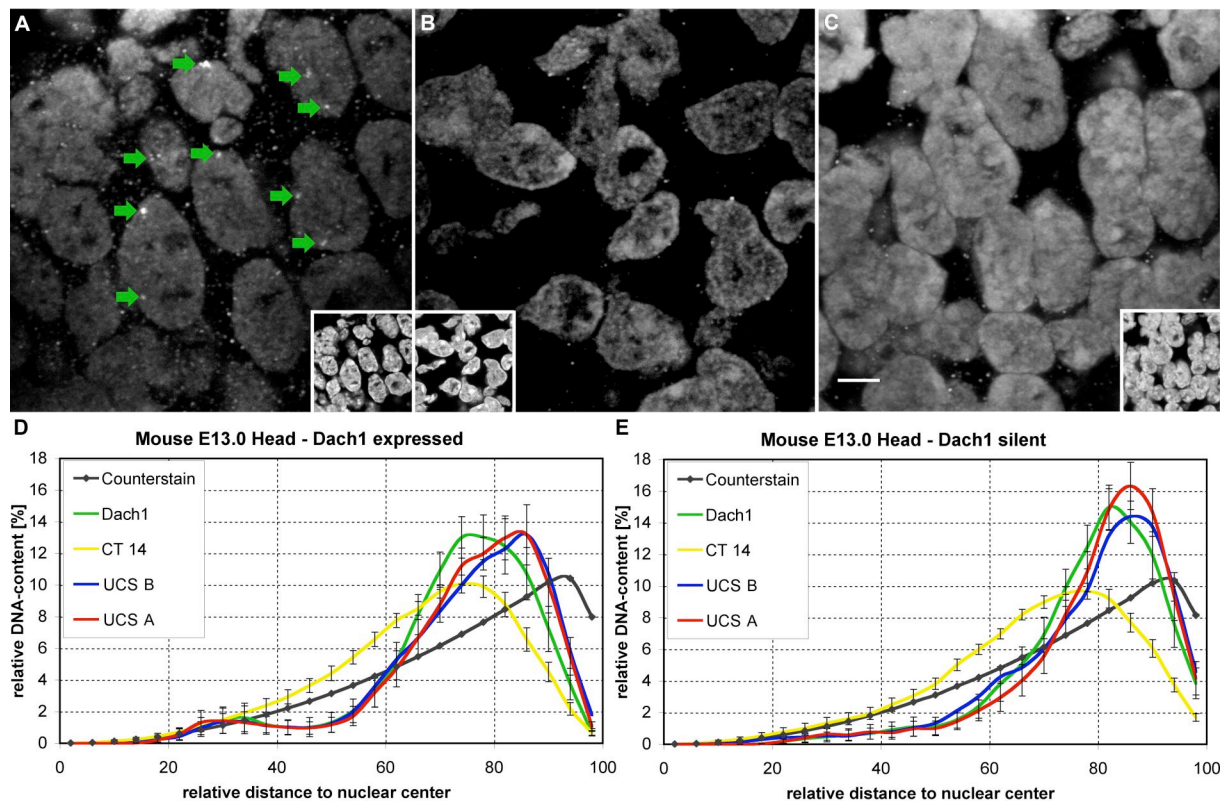 A
B
C
D
Mouse E13.0 Head - Dach1 expressed
relative DNA-content [%]
18
16
14
12
10
8
6
4
2
0
Counterstain
Dach1
CT 14
UCS B
UCS A
0 20 40 60 80 100
relative distance to nuclear center
E
Mouse E13.0 Head - Dach1 silent
relative DNA-content [%]
18
16
14
12
10
8
6
4
2
0
Counterstain
Dach1
CT 14
UCS B
UCS A
0 20 40 60 80 100
relative distance to nuclear center